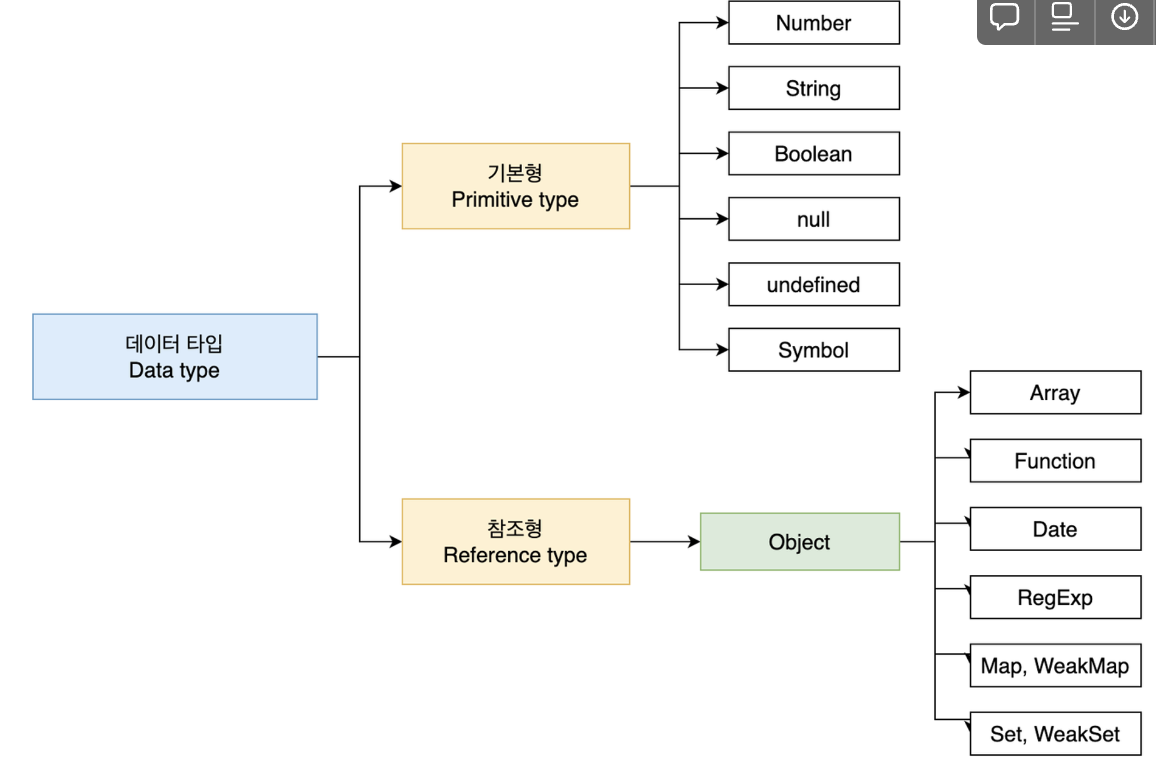 데이터 타입
Data type
기본형
Primitive type
Number
String
Boolean
null
undefined
Symbol
참조형
Reference type
Object
Array
Function
Date
RegExp
Map, WeakMap
Set, WeakSet